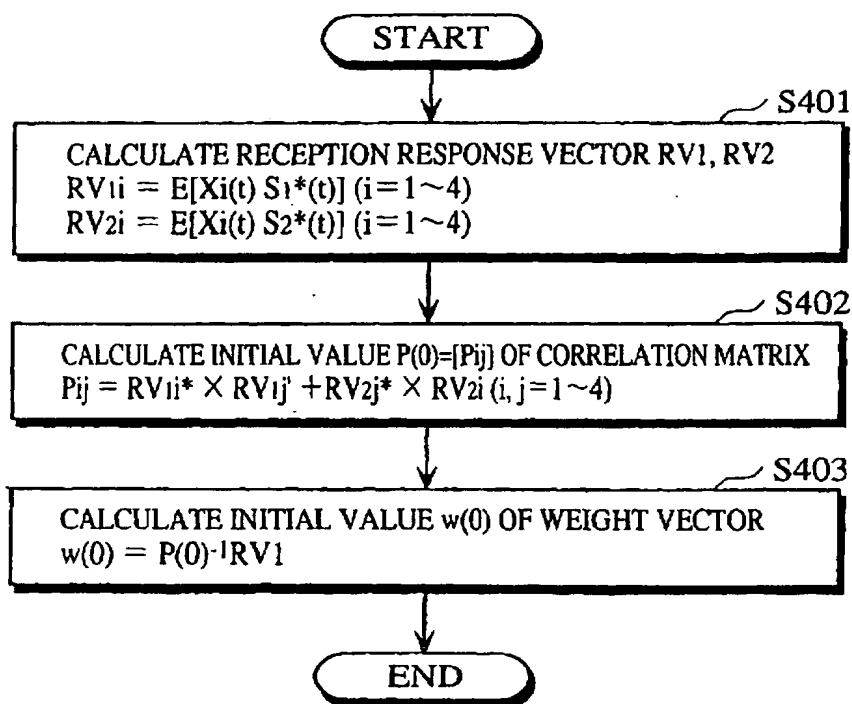 START
S401
CALCULATE RECEPTION RESPONSE VECTOR RV1, RV2
RV1i = E[Xi(t) S1*(t)] (i=1~4)
RV2i = E[Xi(t) S2*(t)] (i=1~4)
S402
CALCULATE INITIAL VALUE P(0)=[Pij] OF CORRELATION MATRIX
Pij = RV1i* × RV1j +RV2j* × RV2i (i, j=1~4)
S403
CALCULATE INITIAL VALUE w(0) OF WEIGHT VECTOR
w(0) = P(0)-1RV1
END